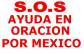 S.O.S
AYUDA EN
ORACION
POR MEXICO